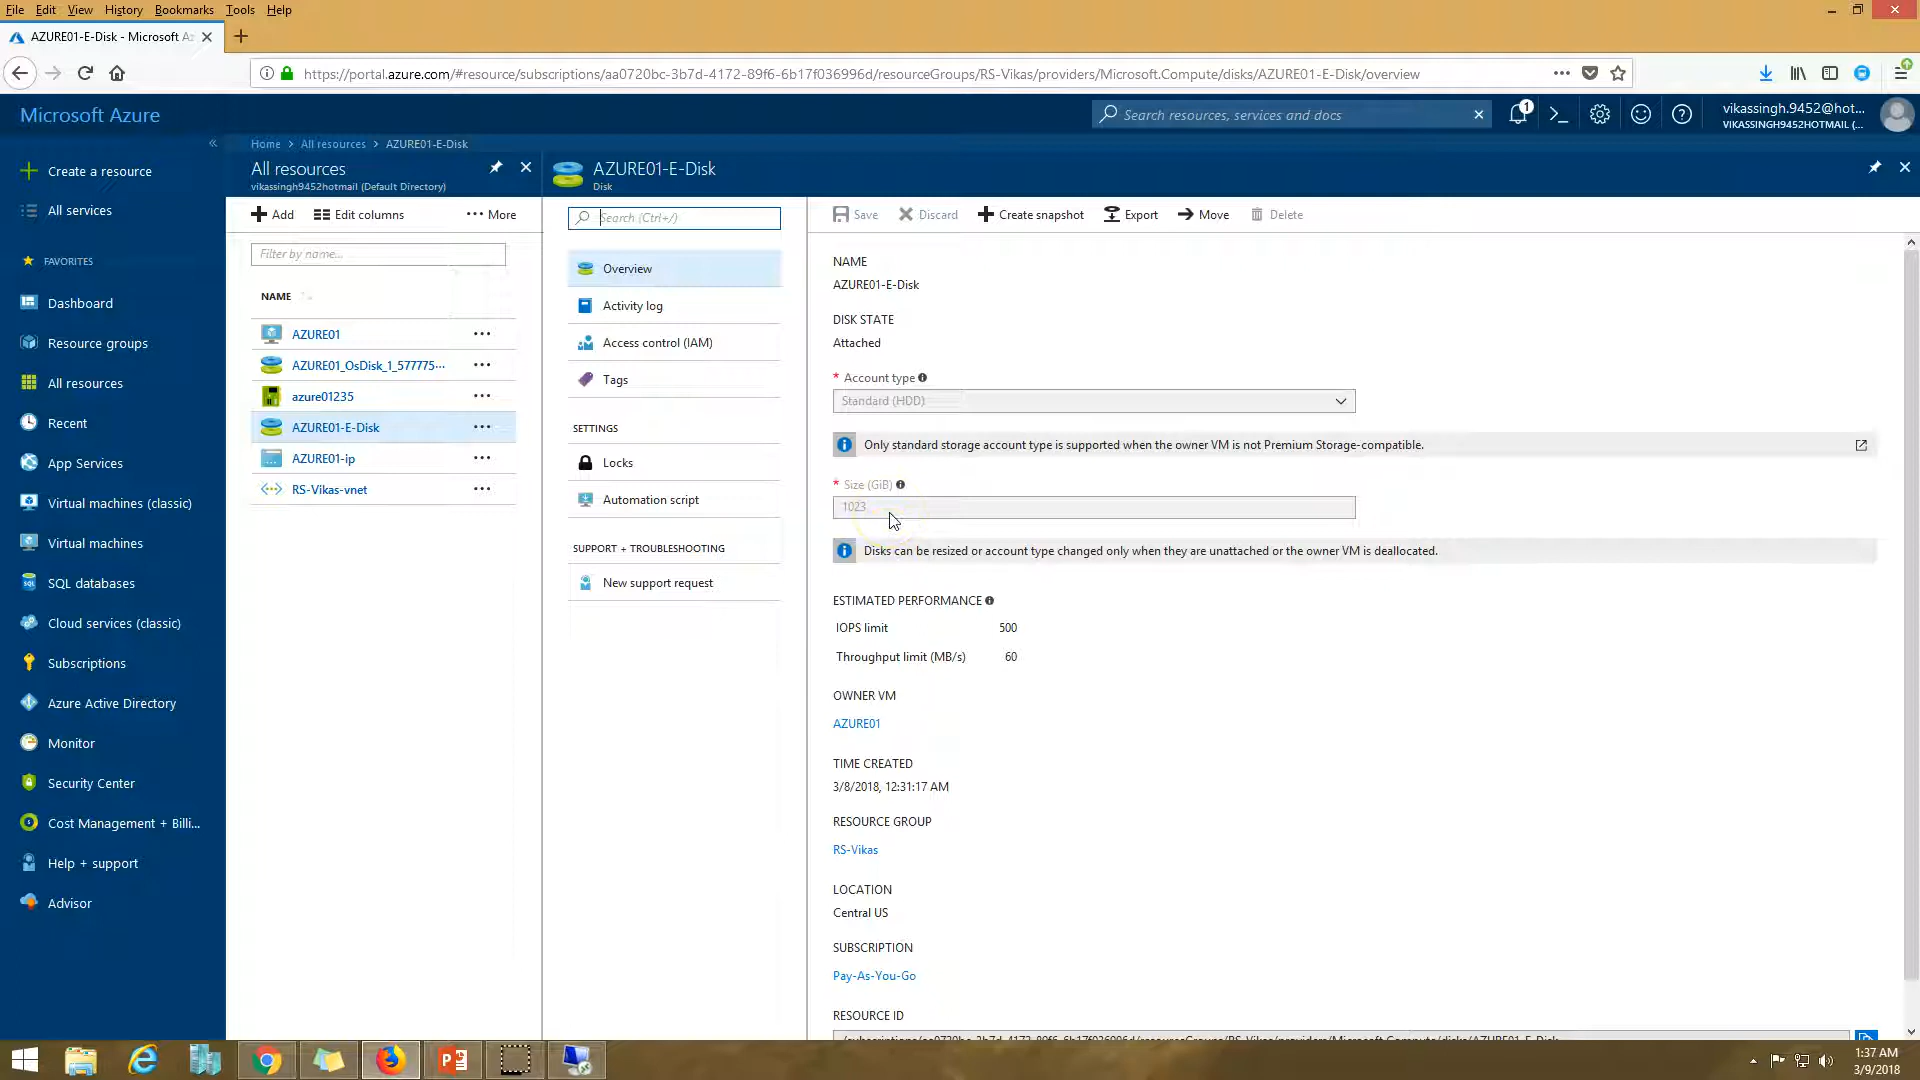 File Edit View History Bookmarks Tools Help
AZURE01-E-Disk - Microsoft Az
https://portal.azure.com/#resource/subscriptions/aa0720bc-3b7d-4172-89f6-6b17f036996d/resourceGroups/RS-Vikas/providers/Microsoft.Compute/disks/AZURE01-E-Disk/overview
Microsoft Azure
Search resources, services and docs
1
vikassingh.9452@hot...
VIKASSINGH9452HOTMAIL (...
Create a resource
All services
FAVORITES
Dashboard
Resource groups
All resources
Recent
App Services
Virtual machines (classic)
Virtual machines
SQL databases
Cloud services (classic)
Subscriptions
Azure Active Directory
Monitor
Security Center
Cost Management + Billi...
Help + support
Advisor
Home > All resources > AZURE01-E-Disk
All resources
vikassingh9452hotmail (Default Directory)
Add Edit columns More
Filter by name...
NAME
AZURE01
AZURE01_OsDisk_1_577775...
azure01235
AZURE01-E-Disk
AZURE01-ip
RS-Vikas-vnet
AZURE01-E-Disk
Disk
Search (Ctrl+/)
Overview
Activity log
Access control (IAM)
Tags
SETTINGS
Locks
Automation script
SUPPORT + TROUBLESHOOTING
New support request
Save Discard Create snapshot Export Move Delete
NAME
AZURE01-E-Disk
DISK STATE
Attached
* Account type
Standard (HDD)
Only standard storage account type is supported when the owner VM is not Premium Storage-compatible.
* Size (GiB)
1023
Disks can be resized or account type changed only when they are unattached or the owner VM is deallocated.
ESTIMATED PERFORMANCE
IOPS limit 500
Throughput limit (MB/s) 60
OWNER VM
AZURE01
TIME CREATED
3/8/2018, 12:31:17 AM
RESOURCE GROUP
RS-Vikas
LOCATION
Central US
SUBSCRIPTION
Pay-As-You-Go
RESOURCE ID
1:37 AM
3/9/2018